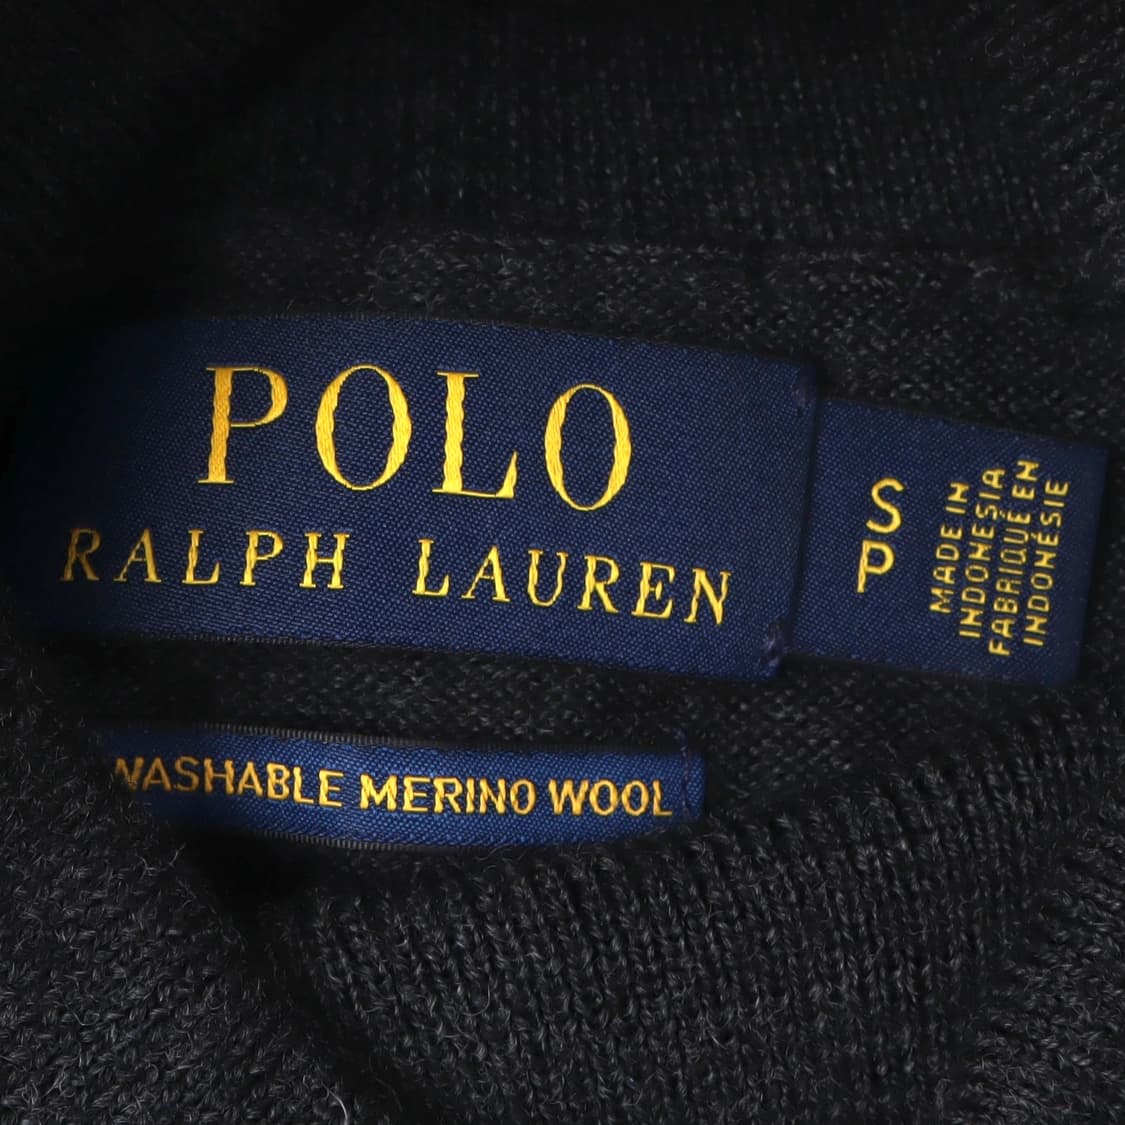 POLO
RALPH LAUREN
S
P
MADE IN
INDONESIA
FABRIQUÉ EN
INDONÉSIE
WASHABLE MERINO WOOL